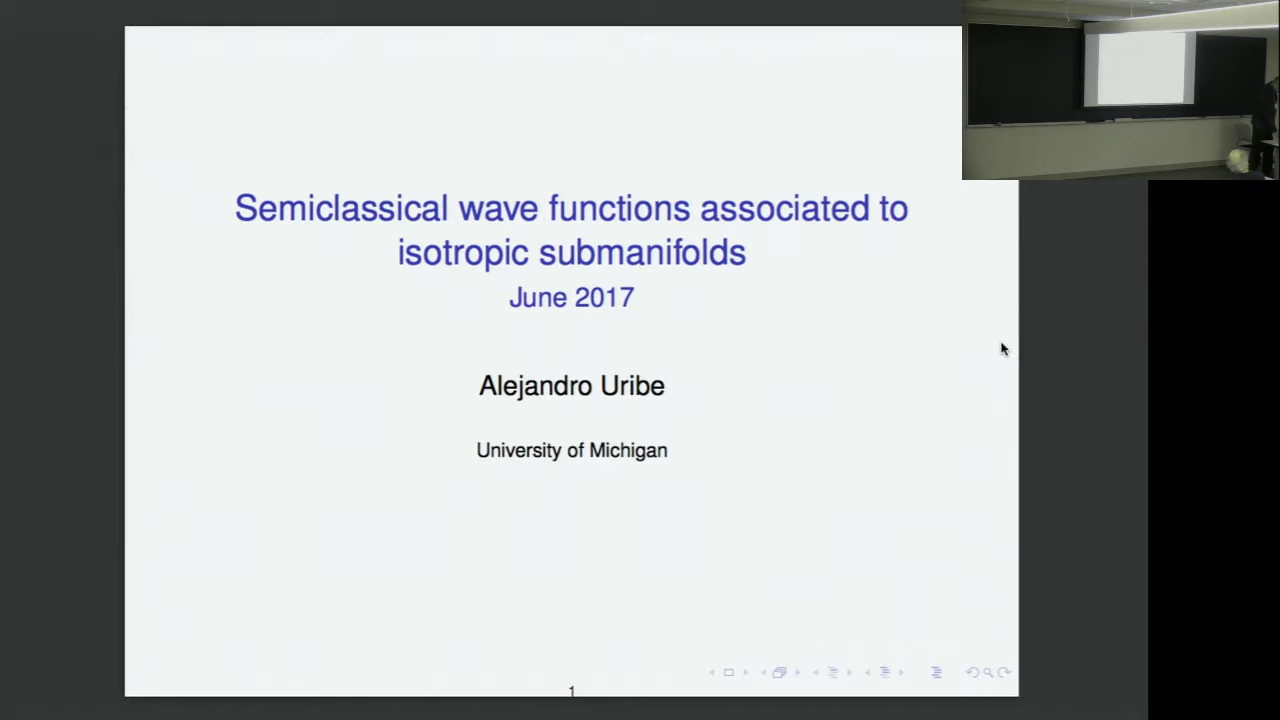 Semiclassical wave functions associated to
isotropic submanifolds
June 2017
Alejandro Uribe
University of Michigan
1